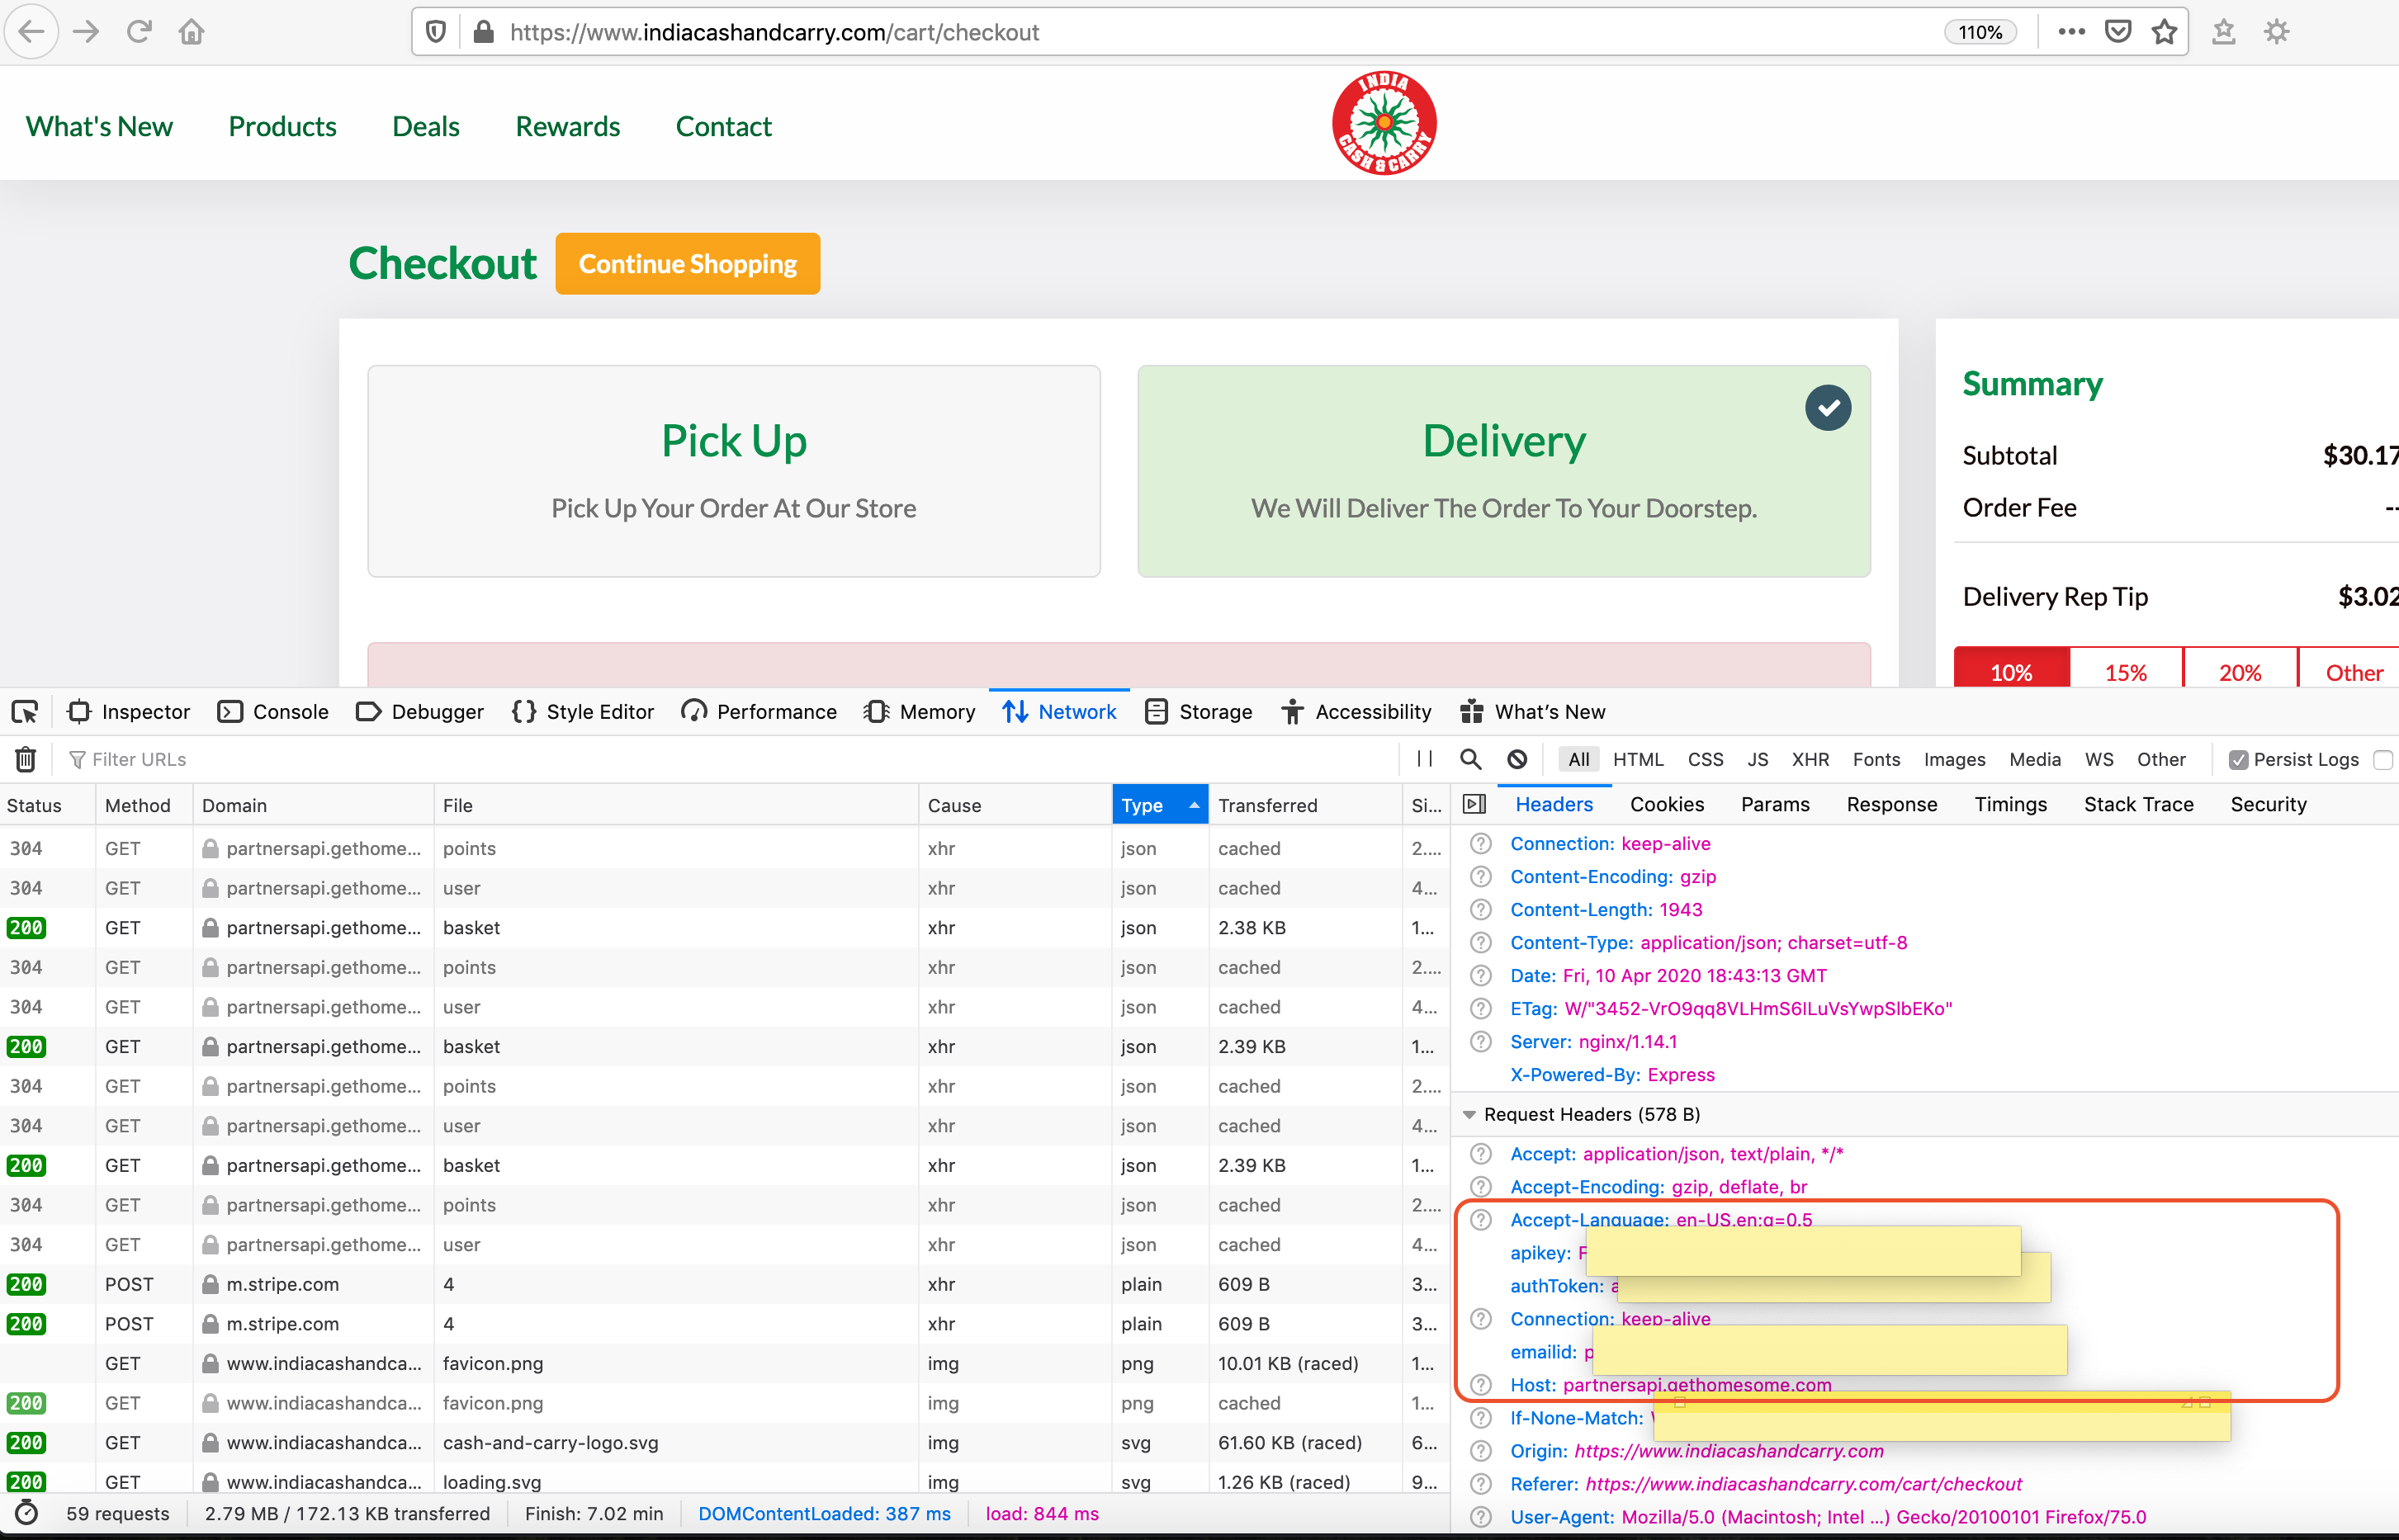 https://www.indiacashandcarry.com/cart/checkout
110%
What's New Products Deals Rewards Contact
INDIA CASH & CARRY
Checkout Continue Shopping
Pick Up
Pick Up Your Order At Our Store
Delivery
We Will Deliver The Order To Your Doorstep.
Summary
Subtotal $30.17
Order Fee --
Delivery Rep Tip $3.02
10% 15% 20% Other
Inspector Console Debugger {} Style Editor Performance Memory Network Storage Accessibility What's New
Filter URLs
All HTML CSS JS XHR Fonts Images Media WS Other Persist Logs
Status Method Domain File Cause Type Transferred Si...
304 GET partnersapi.gethome... points xhr json cached 2....
304 GET partnersapi.gethome... user xhr json cached 4...
200 GET partnersapi.gethome... basket xhr json 2.38 KB 1...
304 GET partnersapi.gethome... points xhr json cached 2....
304 GET partnersapi.gethome... user xhr json cached 4...
200 GET partnersapi.gethome... basket xhr json 2.39 KB 1...
304 GET partnersapi.gethome... points xhr json cached 2....
304 GET partnersapi.gethome... user xhr json cached 4...
200 GET partnersapi.gethome... basket xhr json 2.39 KB 1...
304 GET partnersapi.gethome... points xhr json cached 2....
304 GET partnersapi.gethome... user xhr json cached 4...
200 POST m.stripe.com 4 xhr plain 609 B 3...
200 POST m.stripe.com 4 xhr plain 609 B 3...
GET www.indiacashandca... favicon.png img png 10.01 KB (raced) 1...
200 GET www.indiacashandca... favicon.png img png cached 1...
200 GET www.indiacashandca... cash-and-carry-logo.svg img svg 61.60 KB (raced) 6...
200 GET www.indiacashandca... loading.svg img svg 1.26 KB (raced) 9...
59 requests 2.79 MB / 172.13 KB transferred Finish: 7.02 min DOMContentLoaded: 387 ms load: 844 ms
Headers Cookies Params Response Timings Stack Trace Security
Connection: keep-alive
Content-Encoding: gzip
Content-Length: 1943
Content-Type: application/json; charset=utf-8
Date: Fri, 10 Apr 2020 18:43:13 GMT
ETag: W/"3452-VrO9qq8VLHmS6ILuVsYwpSlbEKo"
Server: nginx/1.14.1
X-Powered-By: Express
Request Headers (578 B)
Accept: application/json, text/plain, */*
Accept-Encoding: gzip, deflate, br
Accept-Language: en-US,en;q=0.5
apikey:
authToken:
Connection: keep-alive
emailid:
Host: partnersapi.gethomesome.com
If-None-Match:
Origin: https://www.indiacashandcarry.com
Referer: https://www.indiacashandcarry.com/cart/checkout
User-Agent: Mozilla/5.0 (Macintosh; Intel ...) Gecko/20100101 Firefox/75.0